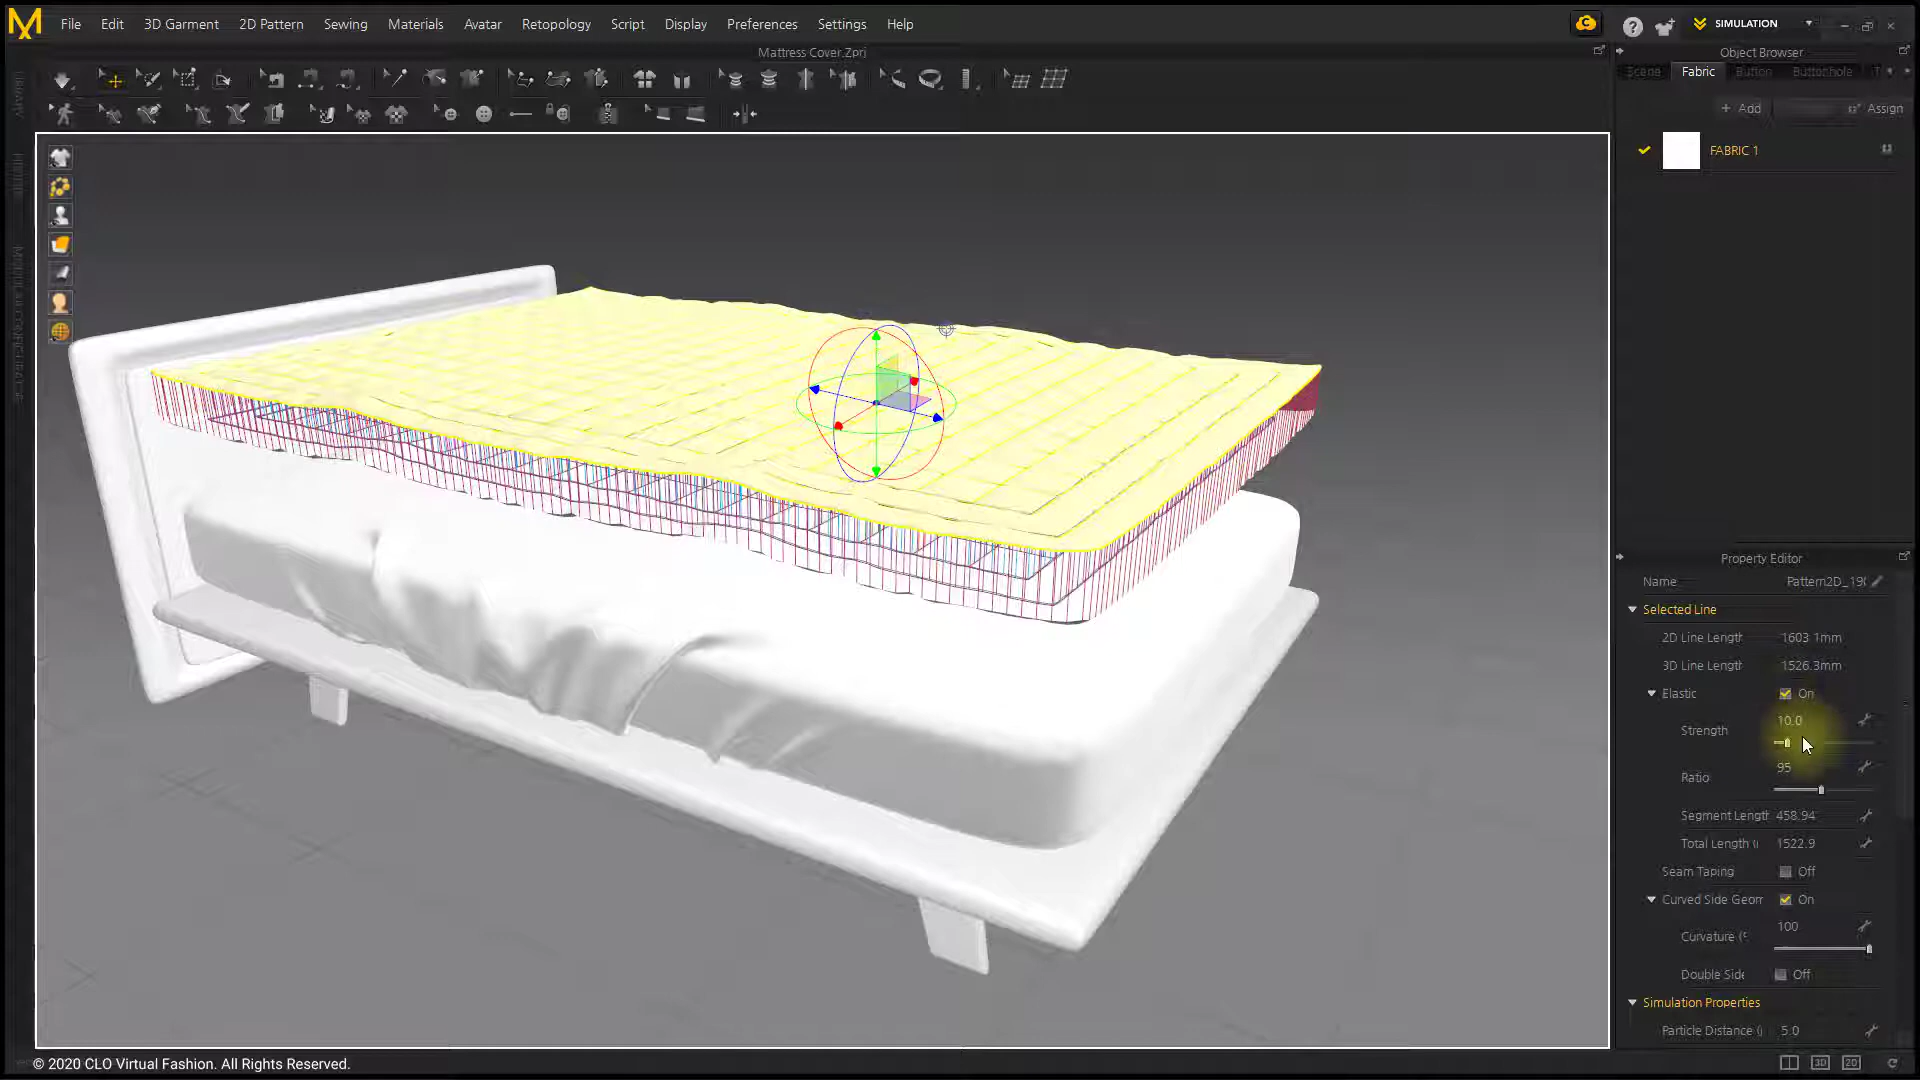 File Edit 3D Garment 2D Pattern Sewing Materials Avatar Retopology Script Display Preferences Settings Help
SIMULATION
Mattress Cover.Zprj
Object Browser
Scene Fabric Button Buttonhole
+ Add Assign
FABRIC 1
Property Editor
Name Pattern2D_19
Selected Line
2D Line Length 1603.1mm
3D Line Length 1526.3mm
Elastic On
Strength 10.0
Ratio 95
Segment Length 458.94
Total Length 1522.9
Seam Taping Off
Curved Side Geom On
Curvature 100
Double Side Off
Simulation Properties
Particle Distance 5.0
© 2020 CLO Virtual Fashion. All Rights Reserved.
3D 2D